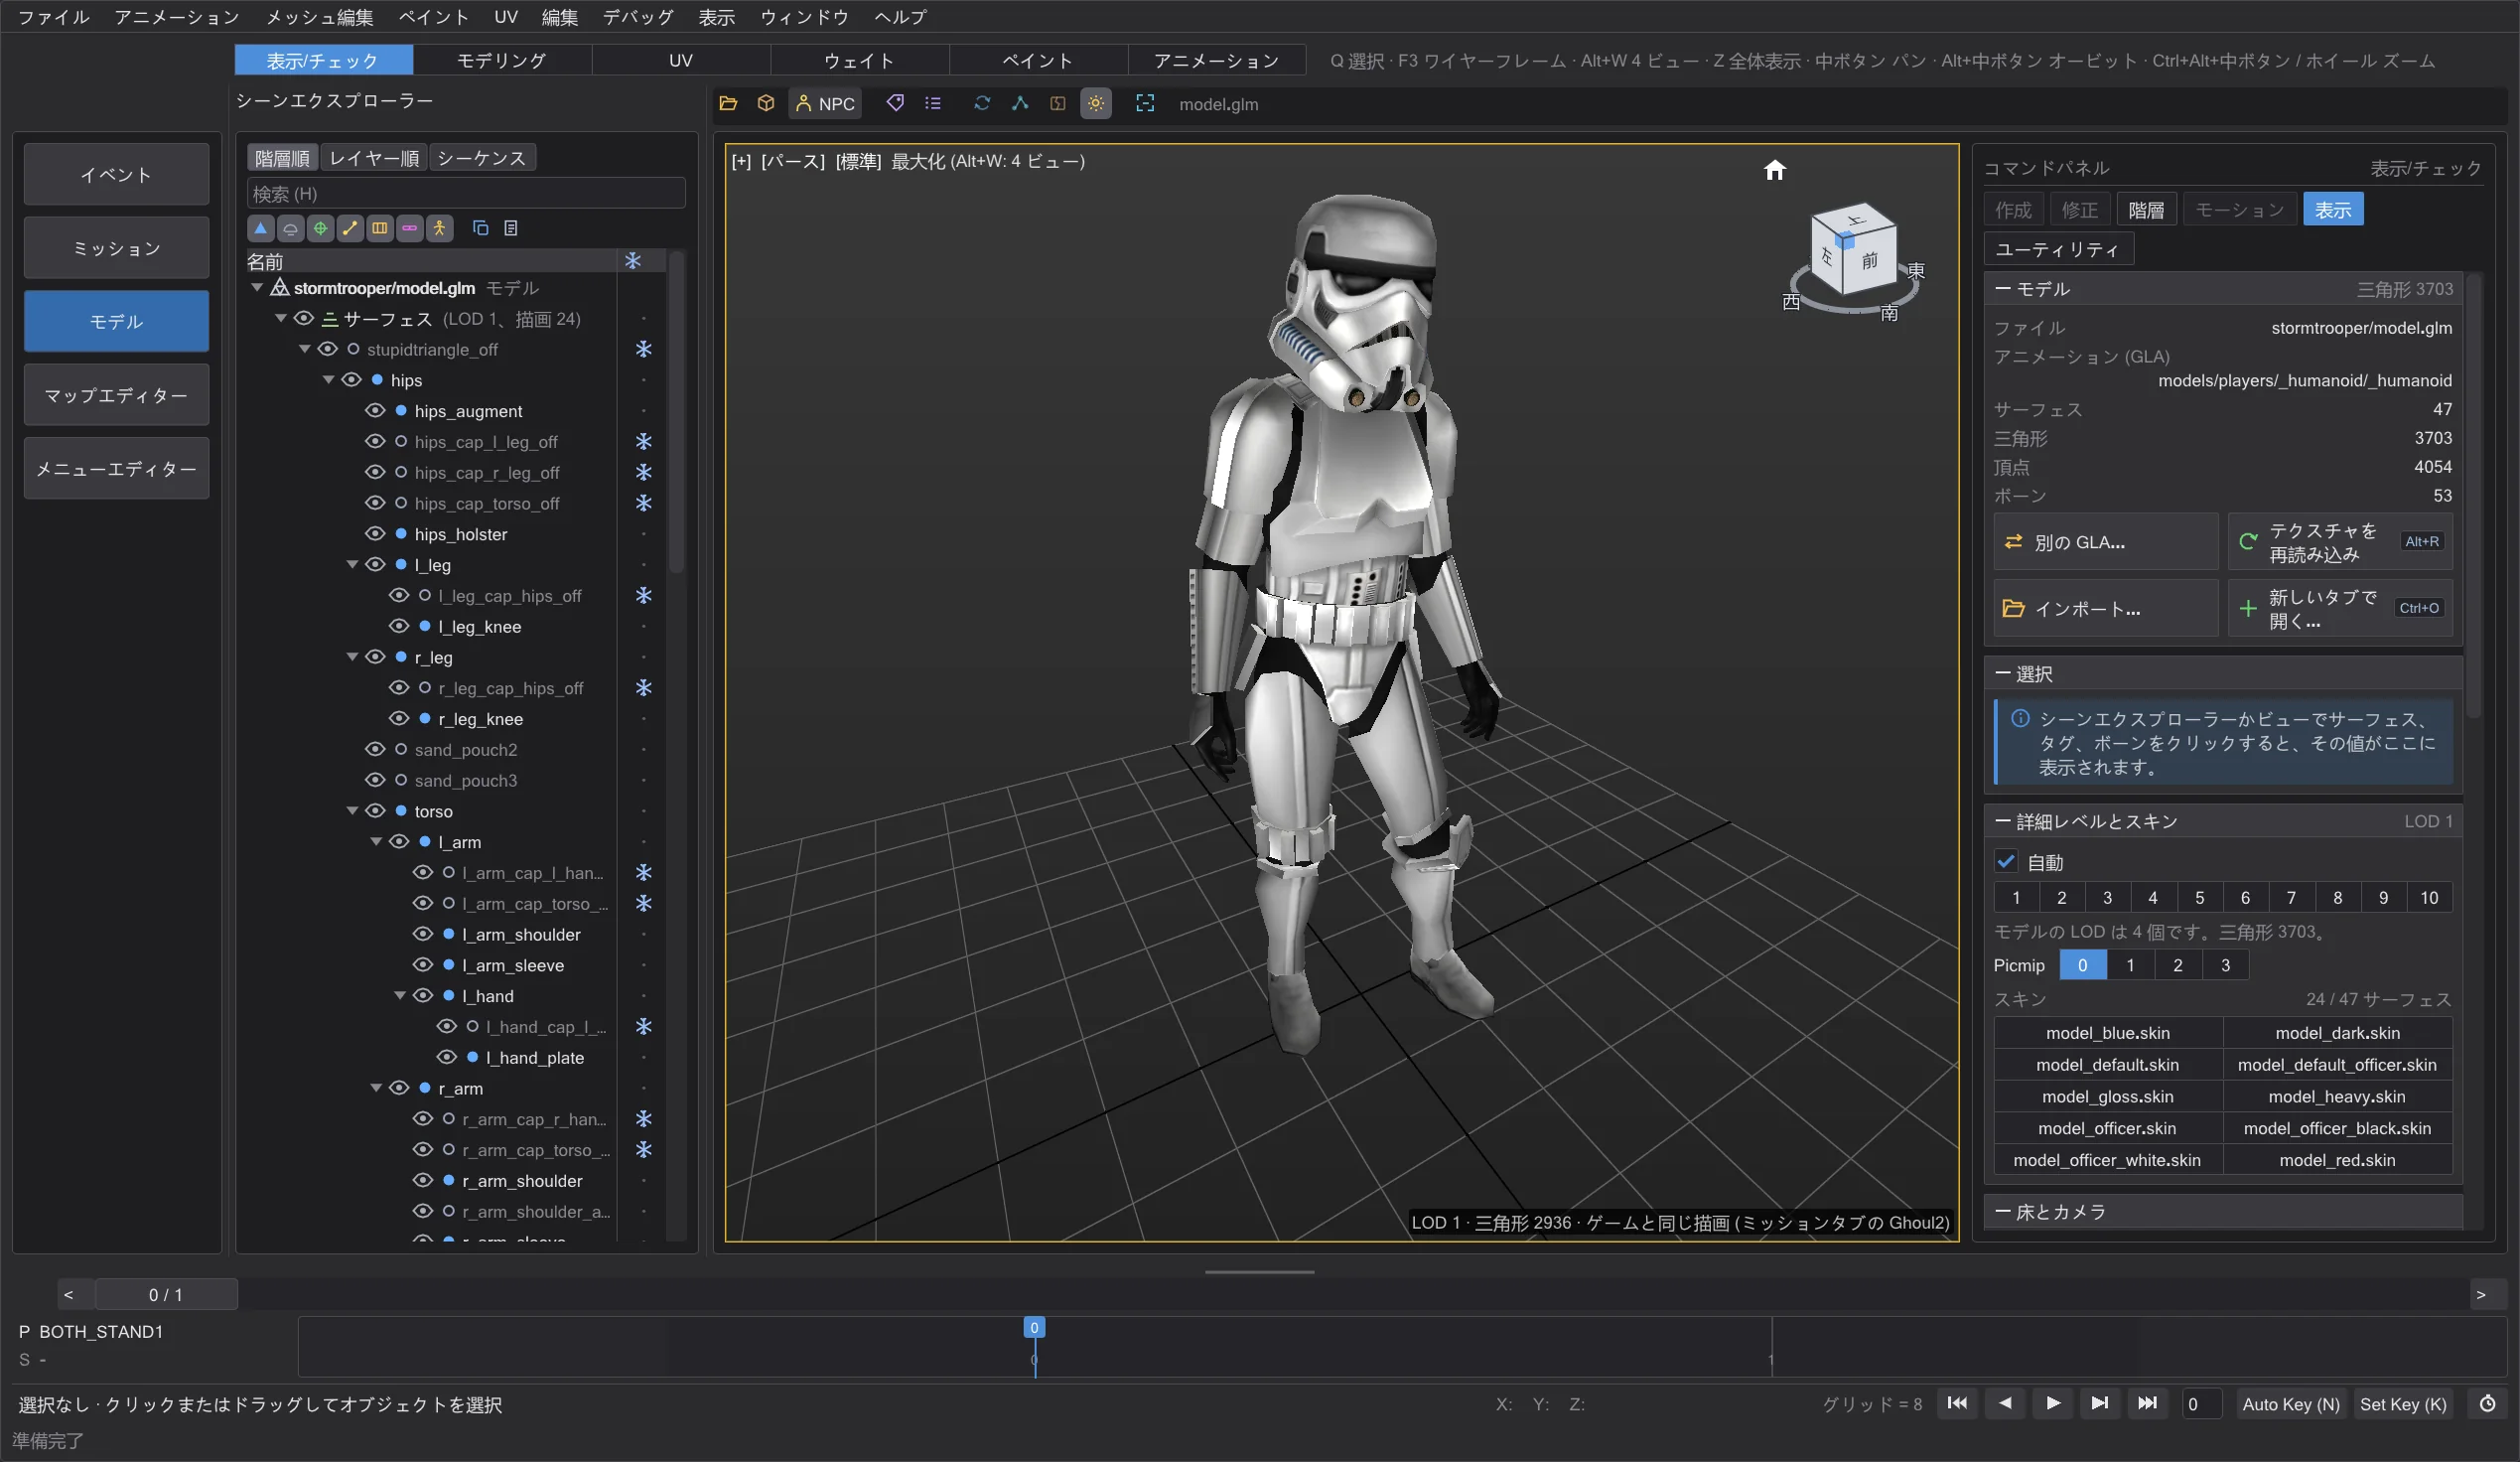 ファイル アニメーション メッシュ編集 ペイント UV 編集 デバッグ 表示 ウィンドウ ヘルプ
表示/チェック モデリング UV ウェイト ペイント アニメーション Q 選択 · F3 ワイヤーフレーム · Alt+W 4 ビュー · Z 全体表示 · 中ボタン パン · Alt+中ボタン オービット · Ctrl+Alt+中ボタン / ホイール ズーム
イベント
ミッション
モデル
マップエディター
メニューエディター
シーンエクスプローラー
階層順 レイヤー順 シーケンス
検索 (H)
名前
stormtrooper/model.glm モデル
サーフェス (LOD 1、描画 24)
stupidtriangle_off
hips
hips_augment
hips_cap_l_leg_off
hips_cap_r_leg_off
hips_cap_torso_off
hips_holster
l_leg
l_leg_cap_hips_off
l_leg_knee
r_leg
r_leg_cap_hips_off
r_leg_knee
sand_pouch2
sand_pouch3
torso
l_arm
l_arm_cap_l_han...
l_arm_cap_torso_...
l_arm_shoulder
l_arm_sleeve
l_hand
l_hand_cap_l_...
l_hand_plate
r_arm
r_arm_cap_r_han...
r_arm_cap_torso_...
r_arm_shoulder
r_arm_shoulder_a...
r_arm_sleeve
NPC model.glm
[+] [パース] [標準] 最大化 (Alt+W: 4 ビュー)
上
左 前
東
西
南
LOD 1 · 三角形 2936 · ゲームと同じ描画 (ミッションタブの Ghoul2)
コマンドパネル 表示/チェック
作成 修正 階層 モーション 表示
ユーティリティ
モデル 三角形 3703
ファイル stormtrooper/model.glm
アニメーション (GLA)
models/players/_humanoid/_humanoid
サーフェス 47
三角形 3703
頂点 4054
ボーン 53
別の GLA...
テクスチャを
再読み込み Alt+R
インポート...
新しいタブで
開く... Ctrl+O
選択
シーンエクスプローラーかビューでサーフェス、
タグ、ボーンをクリックすると、その値がここに
表示されます。
詳細レベルとスキン LOD 1
自動
1 2 3 4 5 6 7 8 9 10
モデルの LOD は 4 個です。三角形 3703。
Picmip 0 1 2 3
スキン 24 / 47 サーフェス
model_blue.skin model_dark.skin
model_default.skin model_default_officer.skin
model_gloss.skin model_heavy.skin
model_officer.skin model_officer_black.skin
model_officer_white.skin model_red.skin
床とカメラ
< 0 / 1 >
P BOTH_STAND1
S -
0
0 1
選択なし · クリックまたはドラッグしてオブジェクトを選択 X: Y: Z: グリッド = 8 0 Auto Key (N) Set Key (K)
準備完了